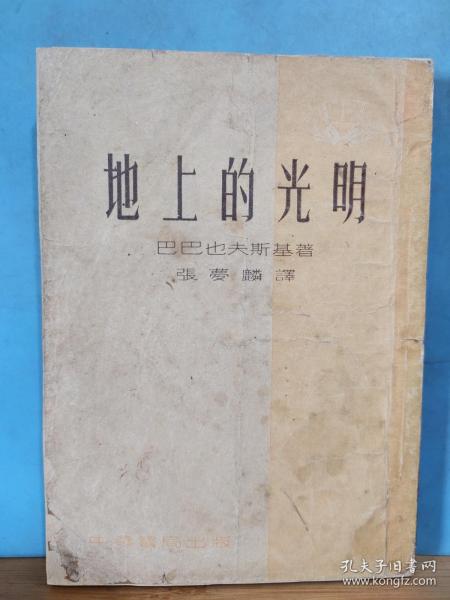 地上的光明
巴巴也夫斯基著
張夢麟譯
中華書局出版
孔夫子旧书网
www.kongfz.com